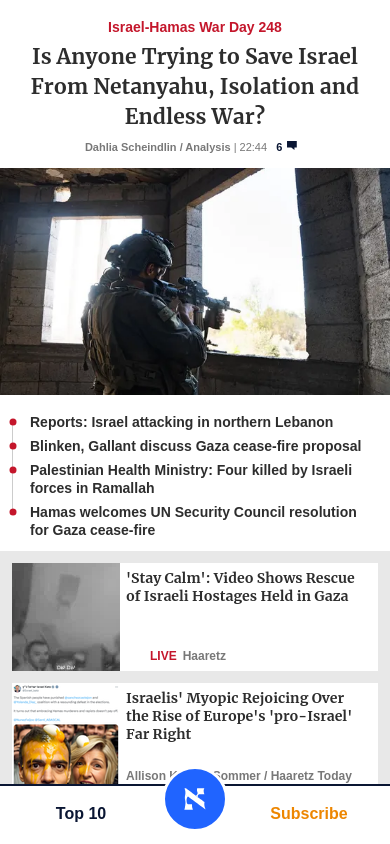 Israel-Hamas War Day 248
Is Anyone Trying to Save Israel
From Netanyahu, Isolation and
Endless War?
Dahlia Scheindlin / Analysis | 22:44 6
Reports: Israel attacking in northern Lebanon
Blinken, Gallant discuss Gaza cease-fire proposal
Palestinian Health Ministry: Four killed by Israeli
forces in Ramallah
Hamas welcomes UN Security Council resolution
for Gaza cease-fire
'Stay Calm': Video Shows Rescue
of Israeli Hostages Held in Gaza
LIVE Haaretz
Israelis' Myopic Rejoicing Over
the Rise of Europe's 'pro-Israel'
Far Right
Allison Sommer / Haaretz Today
Top 10
Subscribe